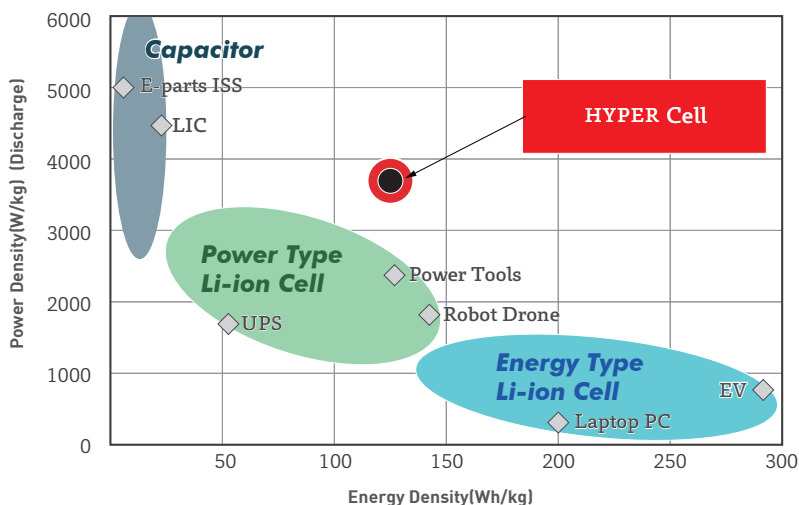 6000
5000
4000
3000
2000
1000
0
Power Density(W/kg) (Discharge)
Capacitor
E-parts ISS
LIC
HYPER Cell
Power Type
Li-ion Cell
Power Tools
Robot Drone
UPS
Energy Type
Li-ion Cell
EV
Laptop PC
50
100
150
200
250
300
Energy Density(Wh/kg)